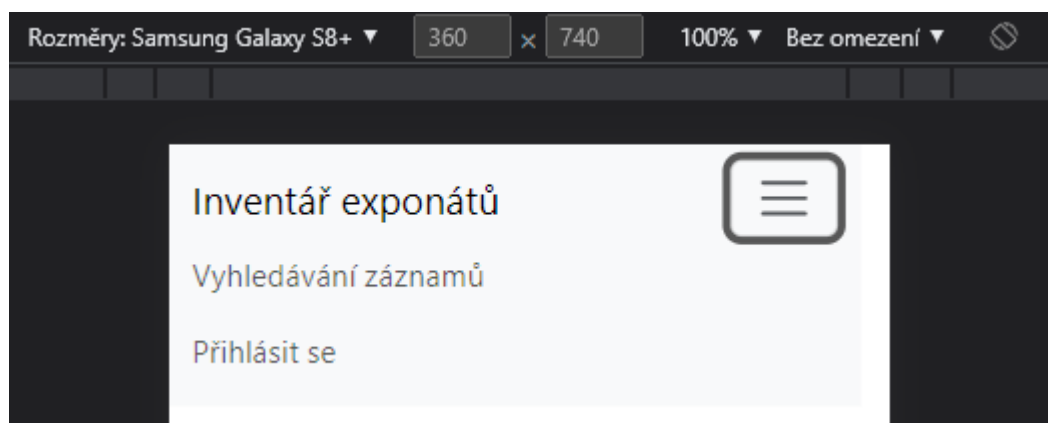 Rozměry: Samsung Galaxy S8+ ▼ 360 × 740 100% ▼ Bez omezení ▼
Inventář exponátů
Vyhledávání záznamů
Přihlásit se